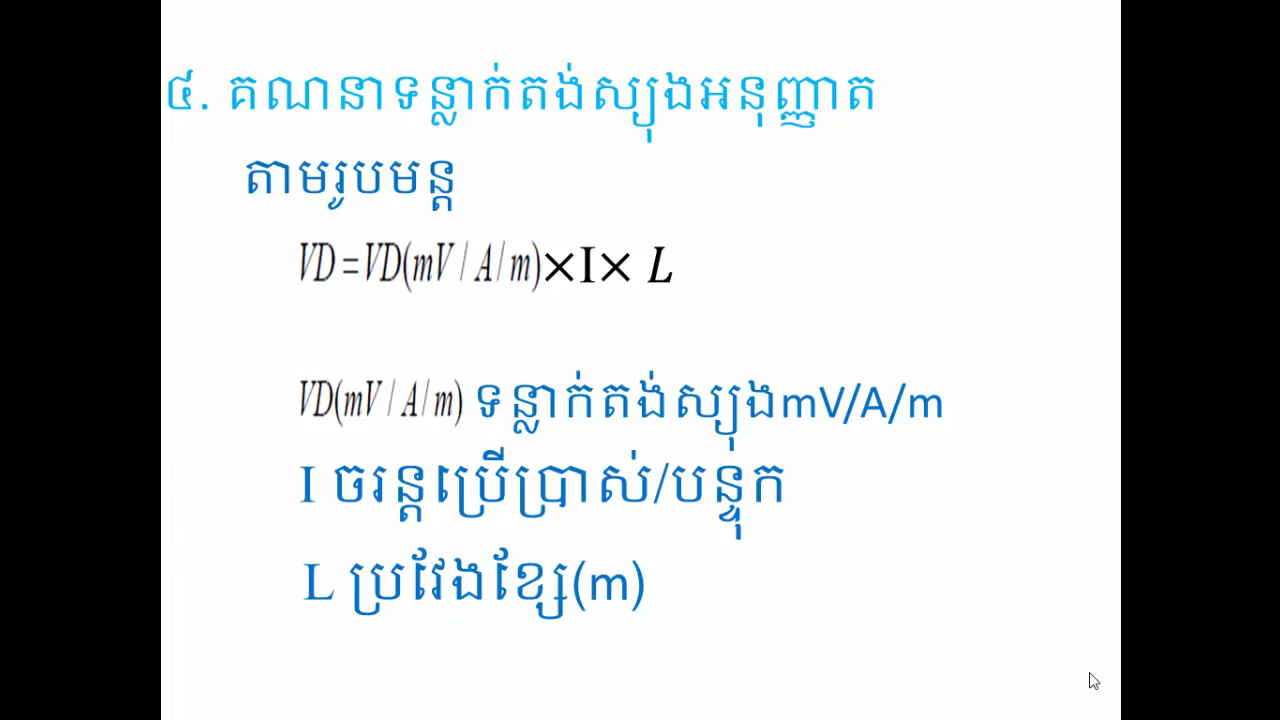 ៤. គណនាទន្លាក់តង់ស្យុងអនុញ្ញាត
តាមរូបមន្ត
VD =VD(mV / A / m)×I× L
VD(mV / A / m) ទន្លាក់តង់ស្យុងmV/A/m
I ចរន្តប្រើប្រាស់/បន្ទុក
L ប្រវែងខ្សែ(m)